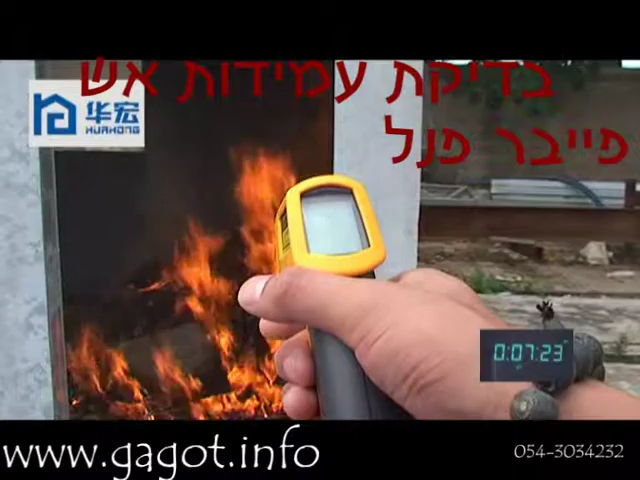 בדיקת עמידות אש
פייבר פנל
华宏
HUAHONG
0:07:23
www.gagot.info
054-3034232